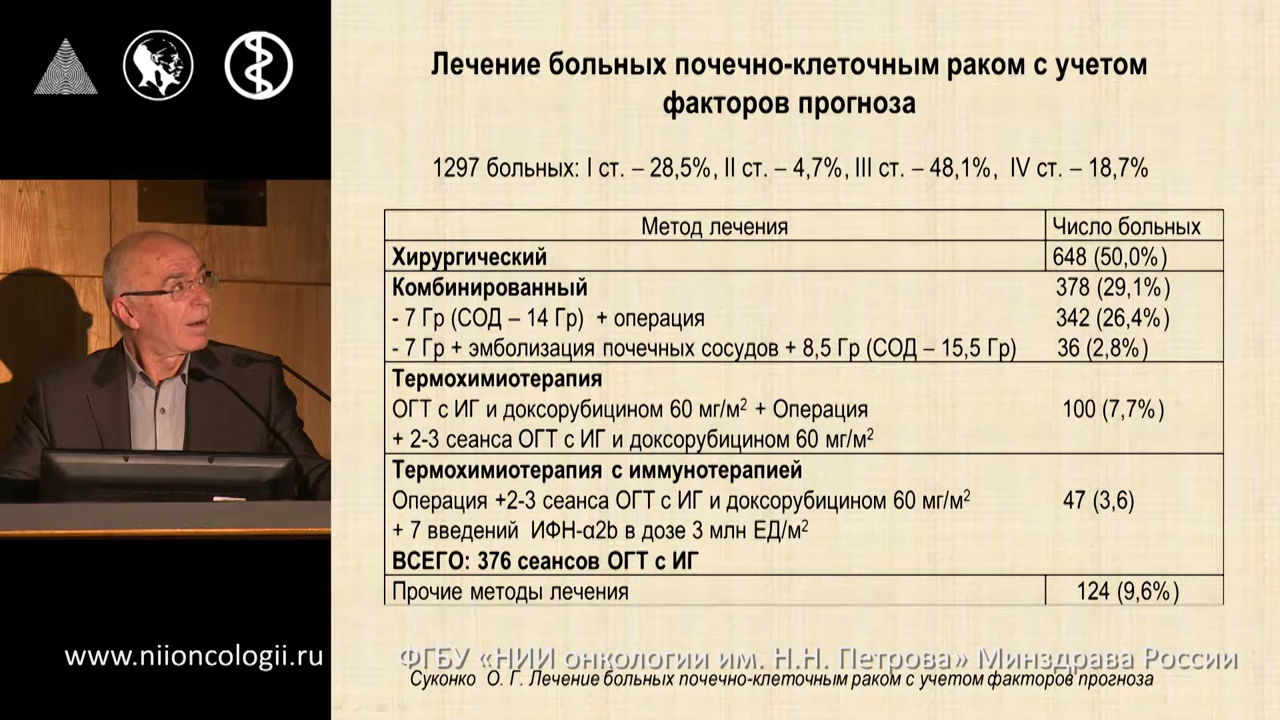 Лечение больных почечно-клеточным раком с учетом
факторов прогноза
1297 больных: I ст. – 28,5%, II ст. – 4,7%, III ст. – 48,1%, IV ст. – 18,7%
Метод лечения Число больных
Хирургический 648 (50,0%)
Комбинированный 378 (29,1%)
- 7 Гр (СОД – 14 Гр) + операция 342 (26,4%)
- 7 Гр + эмболизация почечных сосудов + 8,5 Гр (СОД – 15,5 Гр) 36 (2,8%)
Термохимиотерапия
ОГТ с ИГ и доксорубицином 60 мг/м² + Операция 100 (7,7%)
+ 2-3 сеанса ОГТ с ИГ и доксорубицином 60 мг/м²
Термохимиотерапия с иммунотерапией
Операция +2-3 сеанса ОГТ с ИГ и доксорубицином 60 мг/м² 47 (3,6)
+ 7 введений ИФН-α2b в дозе 3 млн ЕД/м²
ВСЕГО: 376 сеансов ОГТ с ИГ
Прочие методы лечения 124 (9,6%)
www.niioncologii.ru
ФГБУ «НИИ онкологии им. Н.Н. Петрова» Минздрава России
Суконко О. Г. Лечение больных почечно-клеточным раком с учетом факторов прогноза